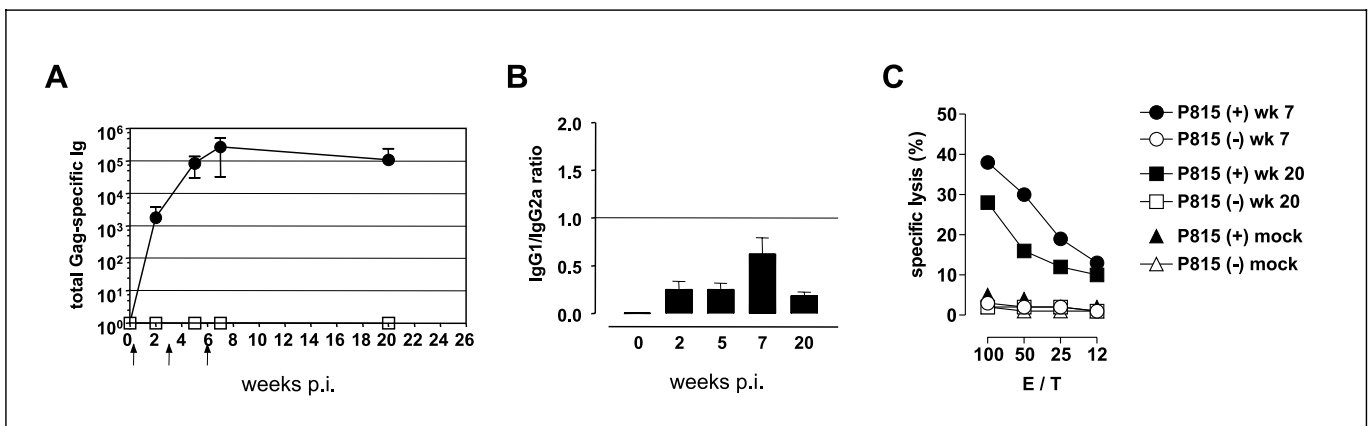 A
total Gag-specific Ig
10⁶
10⁵
10⁴
10³
10²
10¹
10⁰
0 2 4 6 8 10 12 14 16 18 20 22 24 26
weeks p.i.
B
IgG1/IgG2a ratio
2.0
1.5
1.0
0.5
0.0
0 2 5 7 20
weeks p.i.
C
specific lysis (%)
50
40
30
20
10
0
100 50 25 12
E / T
P815 (+) wk 7
P815 (-) wk 7
P815 (+) wk 20
P815 (-) wk 20
P815 (+) mock
P815 (-) mock